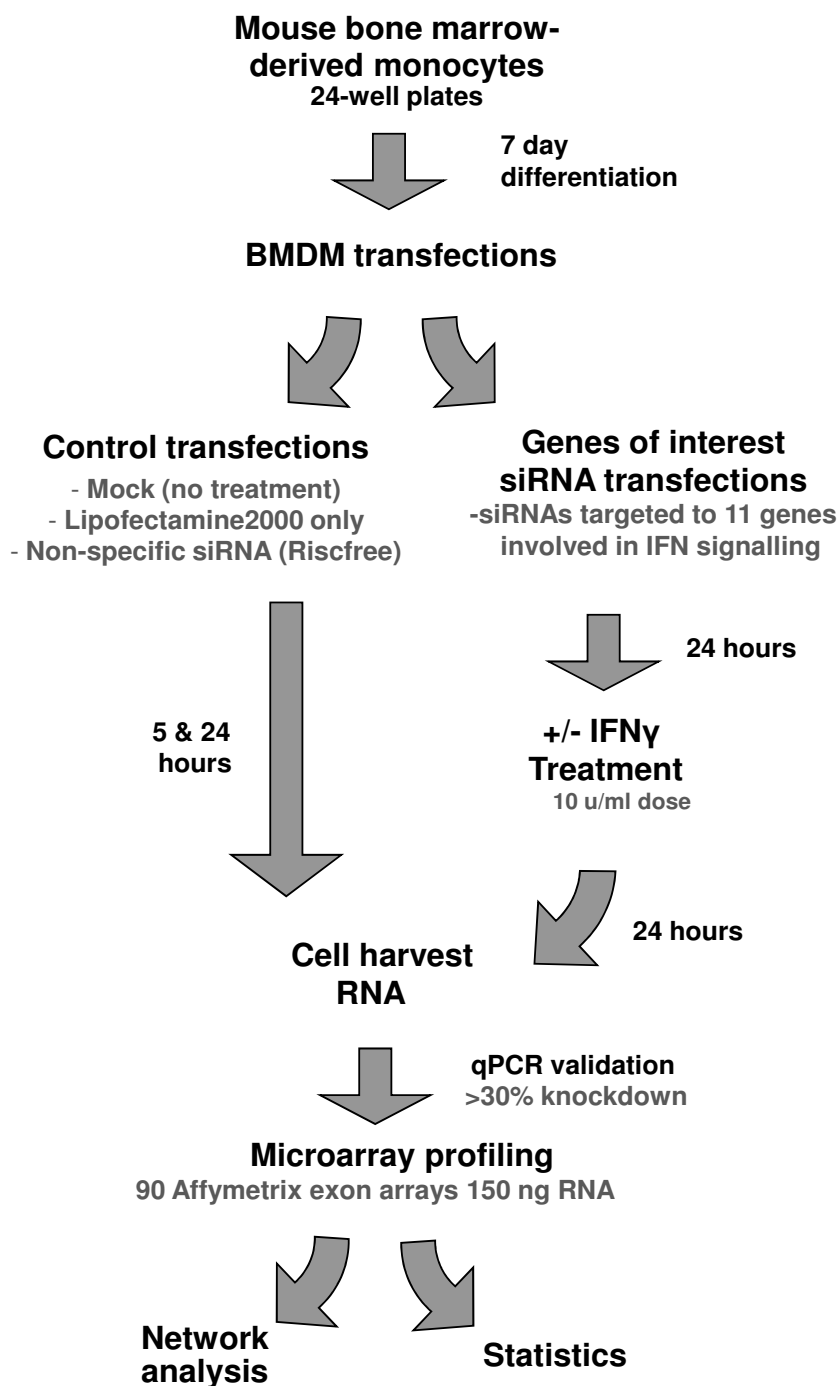 Mouse bone marrow-
derived monocytes
24-well plates
7 day
differentiation
BMDM transfections
Control transfections
- Mock (no treatment)
- Lipofectamine2000 only
- Non-specific siRNA (Riscfree)
Genes of interest
siRNA transfections
-siRNAs targeted to 11 genes
involved in IFN signalling
24 hours
5 & 24
hours
+/- IFNγ
Treatment
10 u/ml dose
24 hours
Cell harvest
RNA
qPCR validation
>30% knockdown
Microarray profiling
90 Affymetrix exon arrays 150 ng RNA
Network
analysis
Statistics